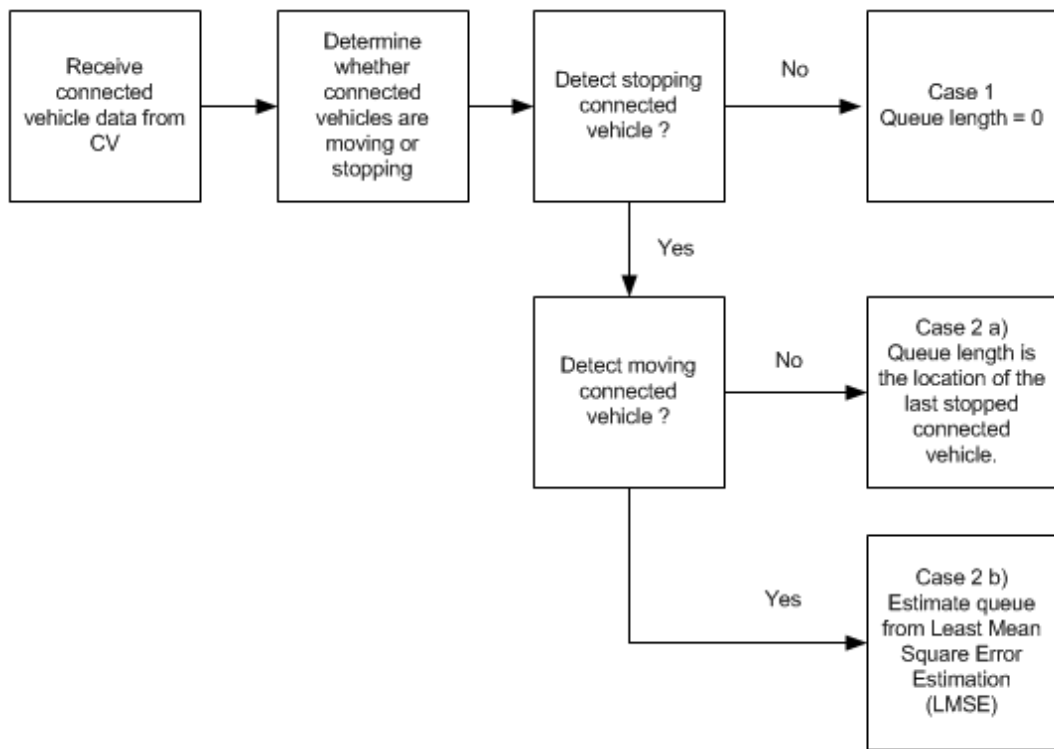 Receive
connected
vehicle data from
CV
Determine
whether
connected
vehicles are
moving or
stopping
Detect stopping
connected
vehicle ?
No
Case 1
Queue length = 0
Yes
Detect moving
connected
vehicle ?
No
Case 2 a)
Queue length is
the location of the
last stopped
connected
vehicle.
Yes
Case 2 b)
Estimate queue
from Least Mean
Square Error
Estimation
(LMSE)